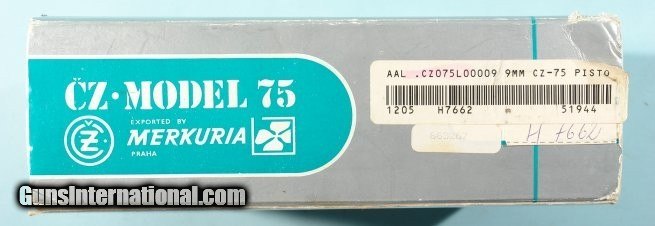 ČZ·MODEL 75
EXPORTED BY
MERKURIA
PRAHA
ČZ
AAL .CZ075L00009 9MM CZ-75 PISTO
1205 H7662 51944
H 7662
GunsInternational.com